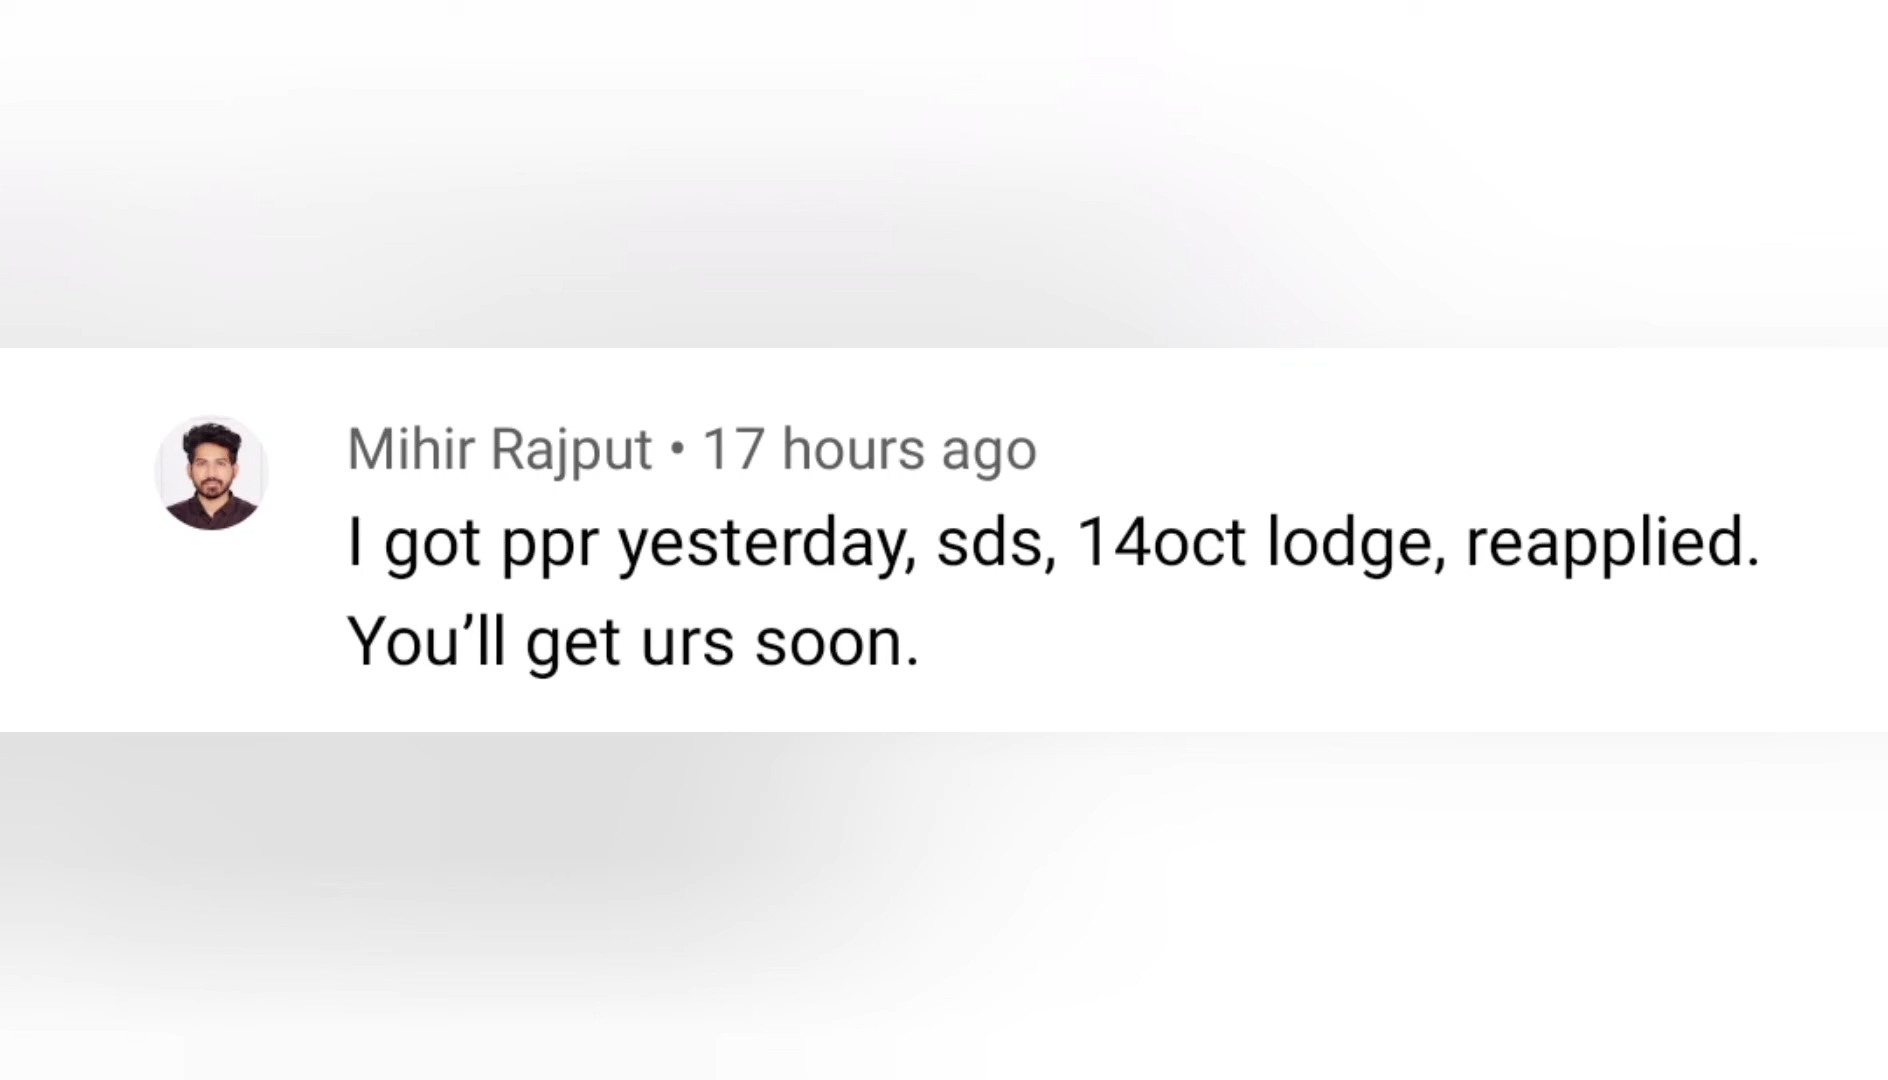 Mihir Rajput • 17 hours ago
I got ppr yesterday, sds, 14oct lodge, reapplied.
You’ll get urs soon.